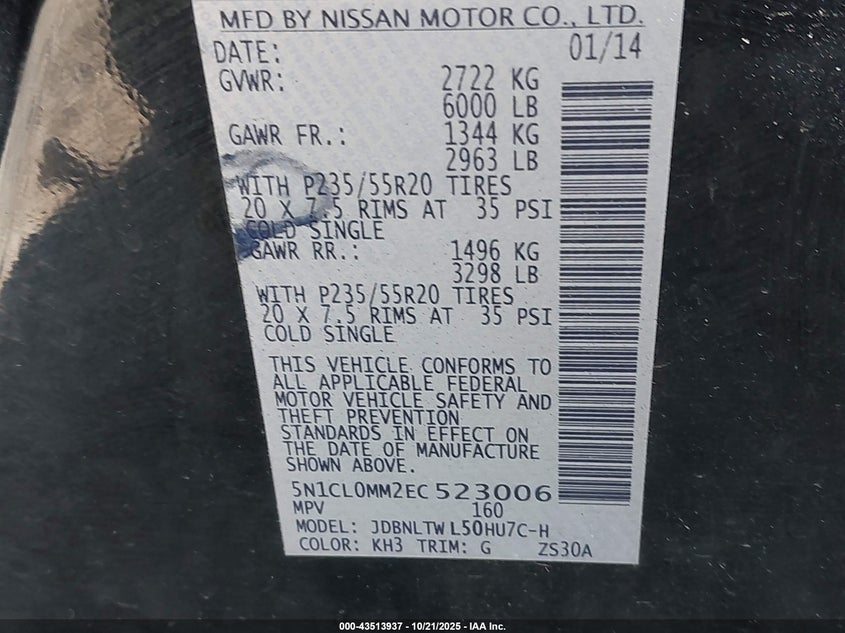 MFD BY NISSAN MOTOR CO., LTD.
DATE: 01/14
GVWR: 2722 KG
6000 LB
GAWR FR.: 1344 KG
2963 LB
WITH P235/55R20 TIRES
20 X 7.5 RIMS AT 35 PSI
COLD SINGLE
GAWR RR.: 1496 KG
3298 LB
WITH P235/55R20 TIRES
20 X 7.5 RIMS AT 35 PSI
COLD SINGLE
THIS VEHICLE CONFORMS TO
ALL APPLICABLE FEDERAL
MOTOR VEHICLE SAFETY AND
THEFT PREVENTION
STANDARDS IN EFFECT ON
THE DATE OF MANUFACTURE
SHOWN ABOVE.
5N1CL0MM2EC 523006
MPV 160
MODEL: JDBNLTW L50HU7C-H
COLOR: KH3 TRIM: G ZS30A
000-43513937 - 10/21/2025 - IAA Inc.